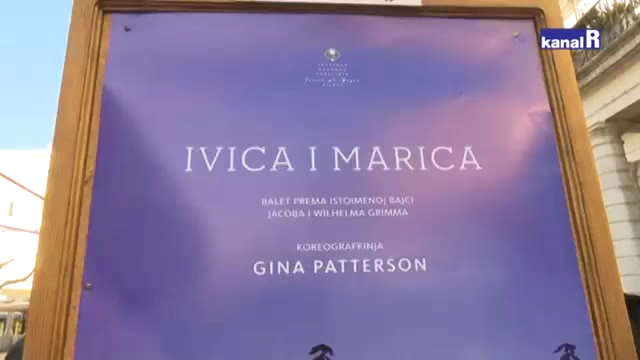 kanal R
IVICA I MARICA
BALET PREMA ISTOIMENOJ BAJCI
JACOBA I WILHELMA GRIMMA
KOREOGRAFKINJA
GINA PATTERSON